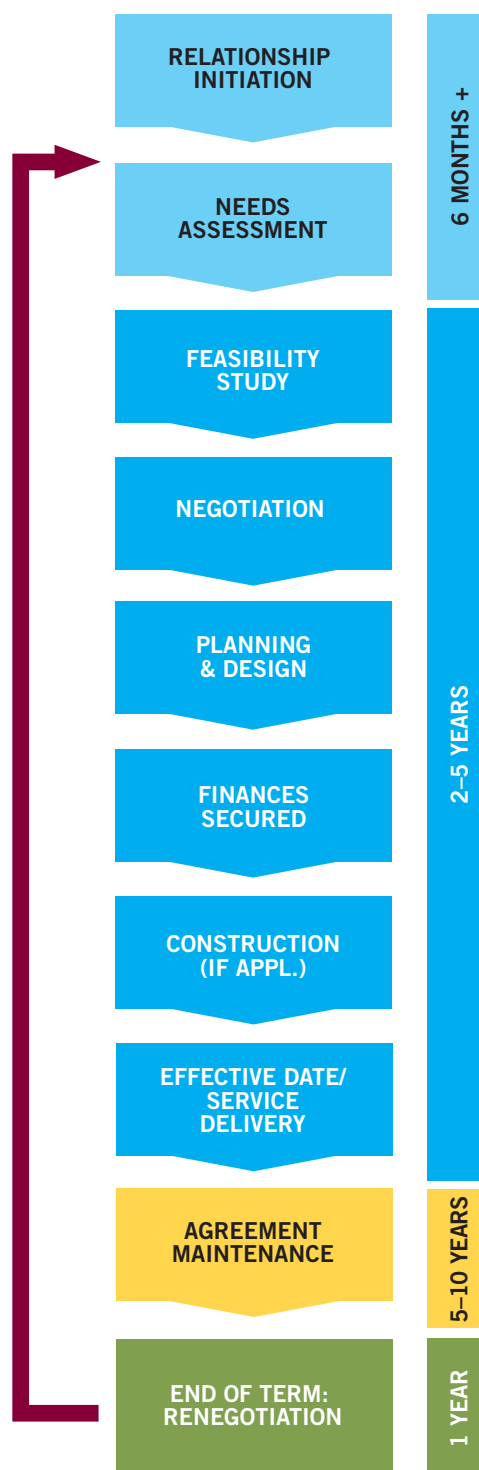 RELATIONSHIP
INITIATION
NEEDS
ASSESSMENT
6 MONTHS +
FEASIBILITY
STUDY
NEGOTIATION
PLANNING
& DESIGN
FINANCES
SECURED
CONSTRUCTION
(IF APPL.)
EFFECTIVE DATE/
SERVICE
DELIVERY
2–5 YEARS
AGREEMENT
MAINTENANCE
5–10 YEARS
END OF TERM:
RENEGOTIATION
1 YEAR